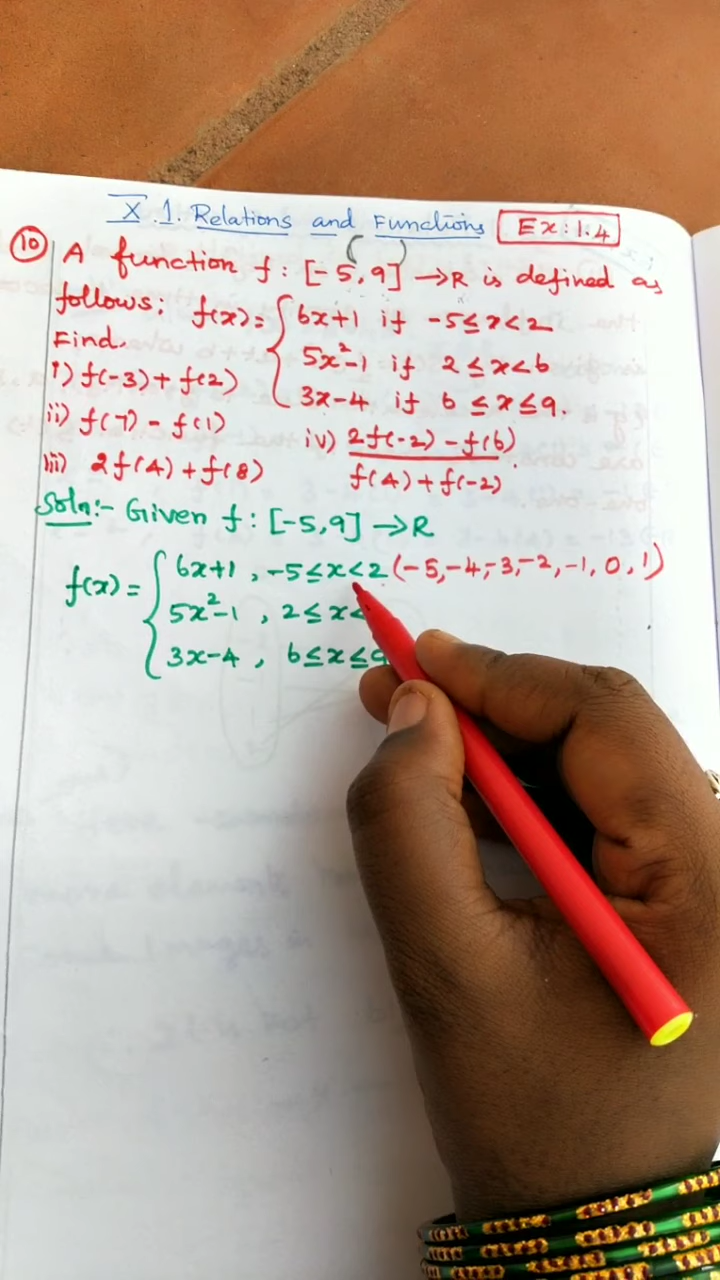 X.1. Relations and Functions Ex:1.4
10 A function f : [-5,9] →R is defined as
follows: f(x)= { 6x+1 if -5≤x<2
Find. 5x²-1 if 2≤x<6
i) f(-3)+f(2) 3x-4 if 6≤x≤9.
ii) f(7) - f(1) iv) 2f(-2)-f(6)
iii) 2f(4)+f(8) f(4)+f(-2)
Soln:- Given f : [-5,9] →R
f(x)= { 6x+1 , -5≤x<2 (-5,-4,-3,-2,-1,0,1)
5x²-1 , 2≤x<
3x-4 , 6≤x≤9